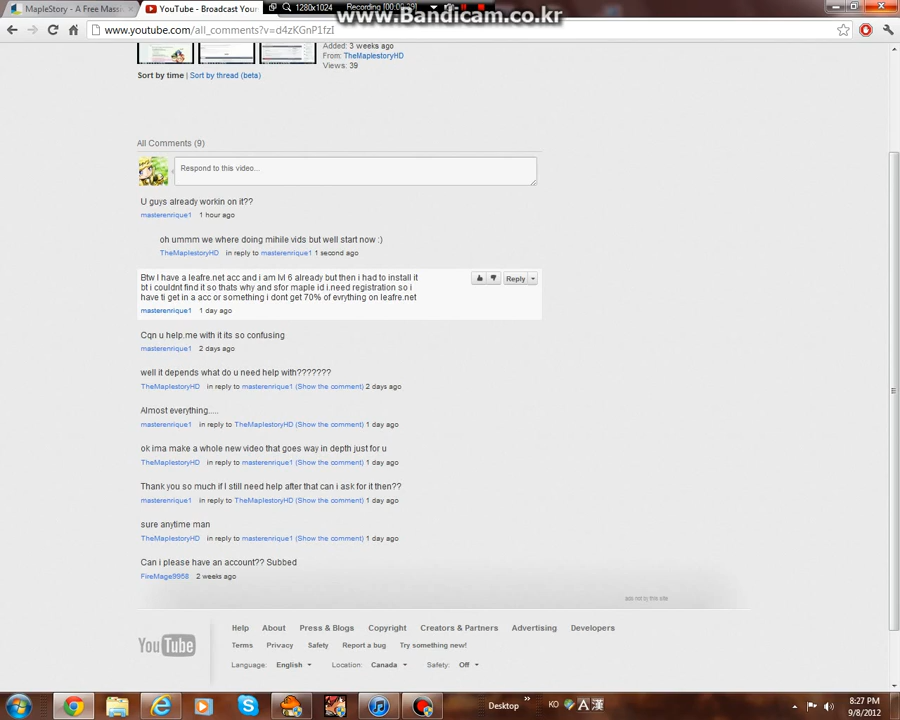 MapleStory - A Free Massi
YouTube - Broadcast Your
1280x1024
Recording
www.Bandicam.co.kr
www.youtube.com/all_comments?v=d4zKGnP1fzI
Added: 3 weeks ago
From: TheMaplestoryHD
Views: 39
Sort by time | Sort by thread (beta)
All Comments (9)
Respond to this video...
U guys already workin on it??
masterenrique1 1 hour ago
oh ummm we where doing mihile vids but well start now :)
TheMaplestoryHD in reply to masterenrique1 1 second ago
Btw I have a leafre.net acc and i am lvl 6 already but then i had to install it
bt i couldnt find it so thats why and sfor maple id i.need registration so i
have ti get in a acc or something i dont get 70% of evrything on leafre.net
masterenrique1 1 day ago
Reply
Cqn u help.me with it its so confusing
masterenrique1 2 days ago
well it depends what do u need help with???????
TheMaplestoryHD in reply to masterenrique1 (Show the comment) 2 days ago
Almost everything.....
masterenrique1 in reply to TheMaplestoryHD (Show the comment) 1 day ago
ok ima make a whole new video that goes way in depth just for u
TheMaplestoryHD in reply to masterenrique1 (Show the comment) 1 day ago
Thank you so much if I still need help after that can i ask for it then??
masterenrique1 in reply to TheMaplestoryHD (Show the comment) 1 day ago
sure anytime man
TheMaplestoryHD in reply to masterenrique1 (Show the comment) 1 day ago
Can i please have an account?? Subbed
FireMage9958 2 weeks ago
ads not by this site
You Tube
Help About Press & Blogs Copyright Creators & Partners Advertising Developers
Terms Privacy Safety Report a bug Try something new!
Language: English Location: Canada Safety: Off
Desktop
KO
A 漢
8:27 PM
9/8/2012